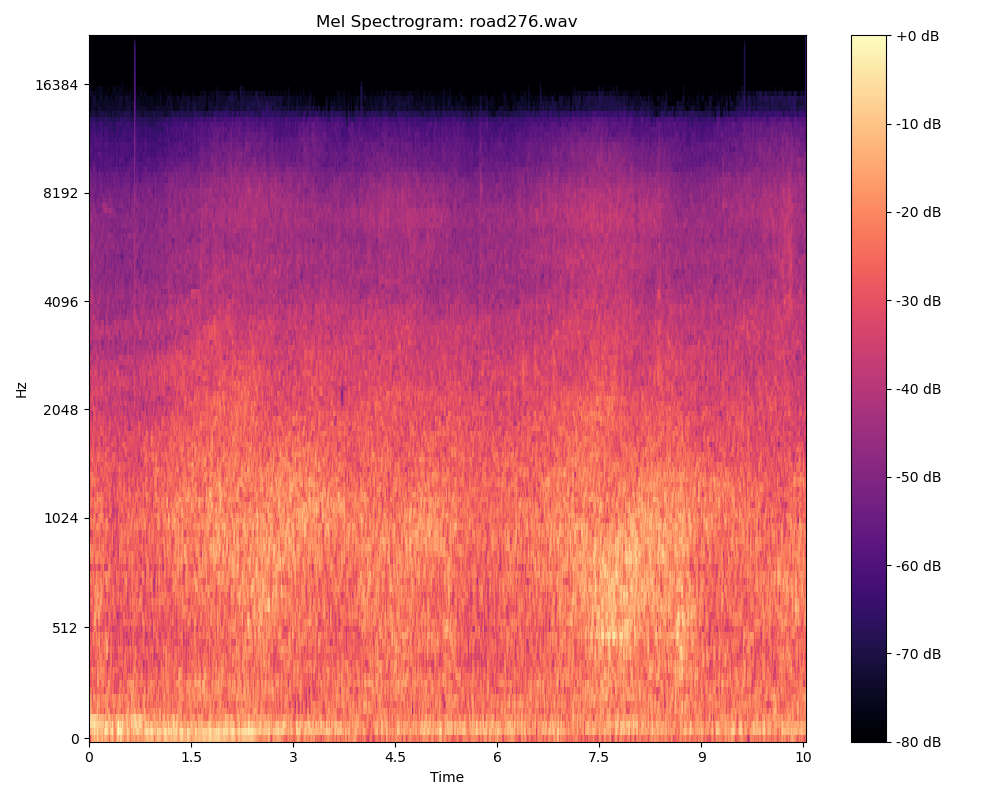 Mel Spectrogram: road276.wav
Hz
16384
8192
4096
2048
1024
512
0
0 1.5 3 4.5 6 7.5 9 10
Time
+0 dB
-10 dB
-20 dB
-30 dB
-40 dB
-50 dB
-60 dB
-70 dB
-80 dB